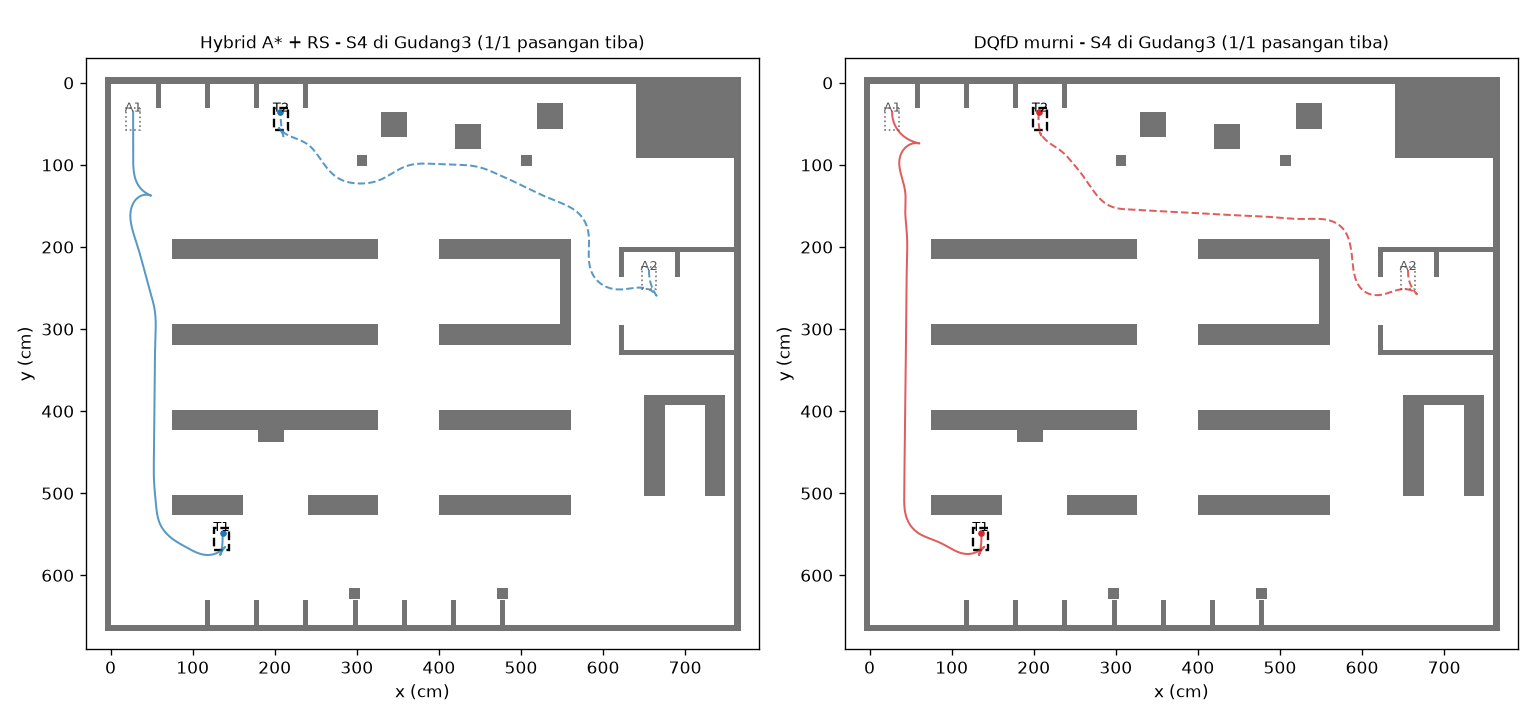 Hybrid A* + RS - S4 di Gudang3 (1/1 pasangan tiba)
0
100
200
300
400
500
600
y (cm)
A1
T2
A2
T1
0 100 200 300 400 500 600 700
x (cm)
DQfD murni - S4 di Gudang3 (1/1 pasangan tiba)
0
100
200
300
400
500
600
y (cm)
A1
T2
A2
T1
0 100 200 300 400 500 600 700
x (cm)